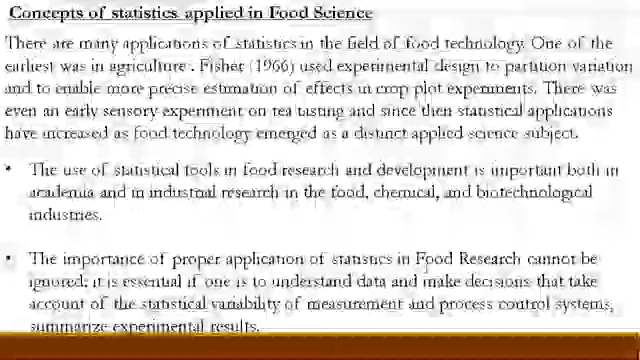 Concepts of statistics applied in Food Science
There are many applications of statistics in the field of food technology. One of the
earliest was in agriculture . Fisher (1966) used experimental design to partition variation
and to enable more precise estimation of effects in crop plot experiments. There was
even an early sensory experiment on tea tasting and since then statistical applications
have increased as food technology emerged as a distinct applied science subject.
• The use of statistical tools in food research and development is important both in
academia and in industrial research in the food, chemical, and biotechnological
industries.
• The importance of proper application of statistics in Food Research cannot be
ignored; it is essential if one is to understand data and make decisions that take
account of the statistical variability of measurement and process control systems,
summarize experimental results.